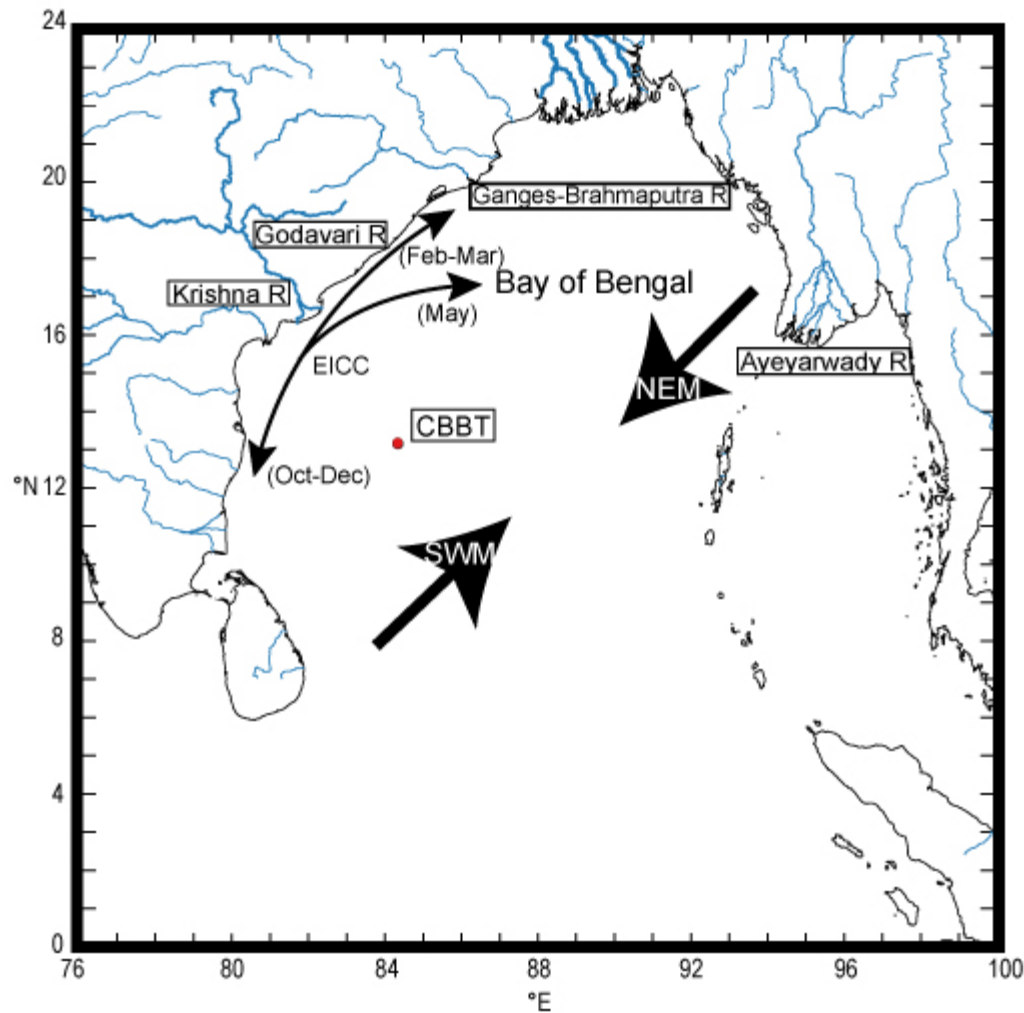 24
20
Ganges-Brahmaputra R
Godavari R
(Feb-Mar)
Bay of Bengal
Krishna R
(May)
16
EICC
Ayeyarwady R
NEM
CBBT
(Oct-Dec)
°N 12
SWM
8
4
0
76 80 84 88 92 96 100
°E